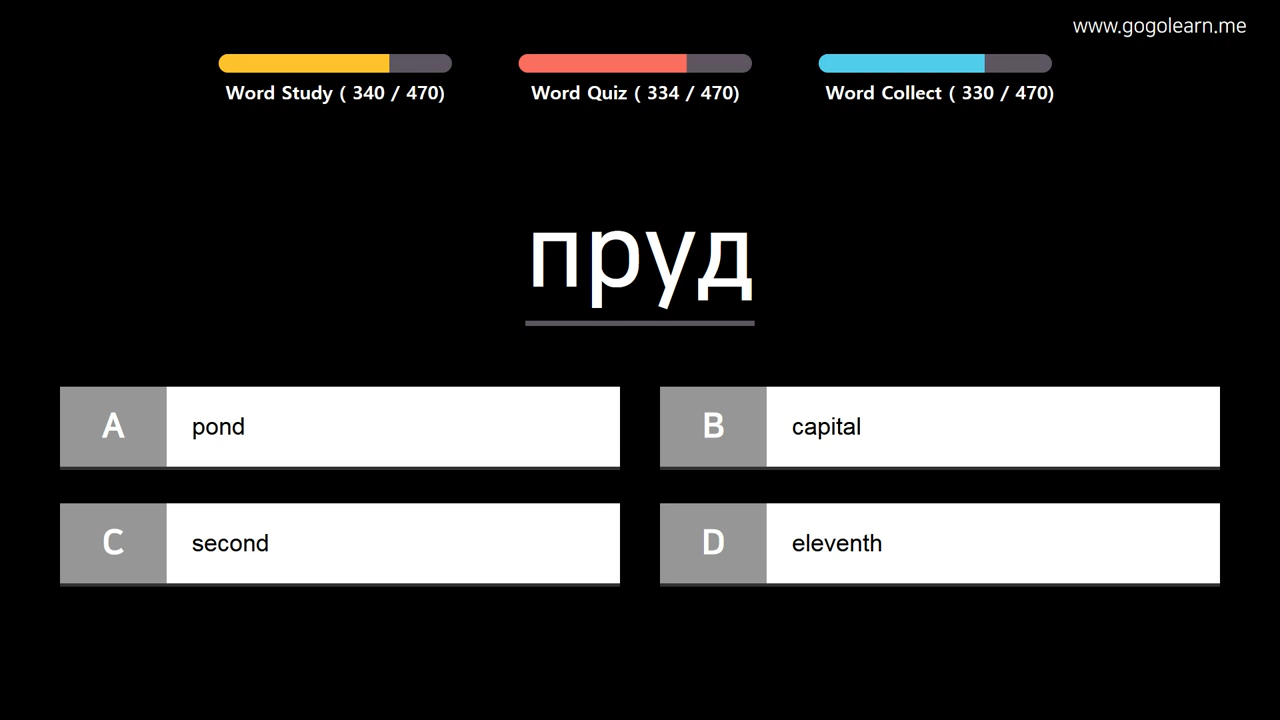 www.gogolearn.me
Word Study ( 340 / 470)
Word Quiz ( 334 / 470)
Word Collect ( 330 / 470)
пруд
A pond
B capital
C second
D eleventh